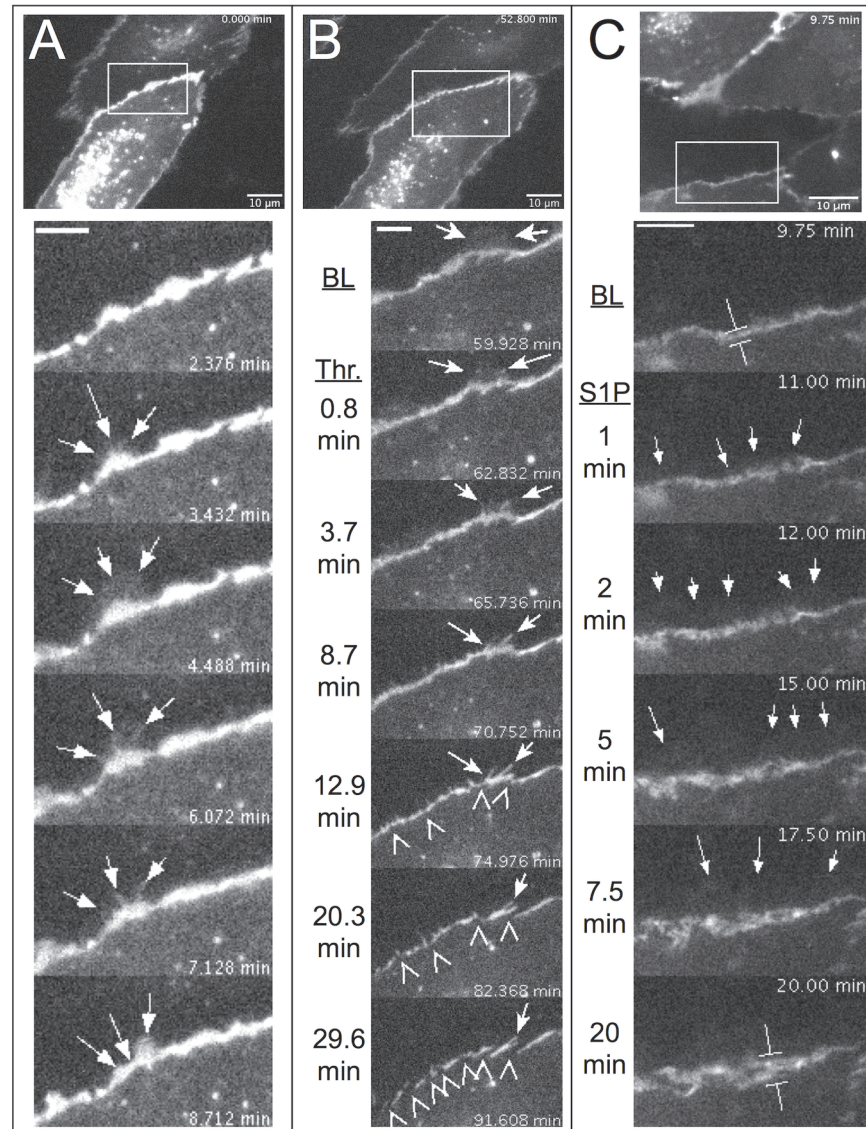 A
0.000 min
10 µm
2.376 min
3.432 min
4.488 min
6.072 min
7.128 min
8.712 min
B
52.800 min
10 µm
BL
59.928 min
Thr.
0.8
min
62.832 min
3.7
min
65.736 min
8.7
min
70.752 min
12.9
min
74.976 min
20.3
min
82.368 min
29.6
min
91.608 min
C
9.75 min
10 µm
9.75 min
BL
11.00 min
S1P
1
min
12.00 min
2
min
15.00 min
5
min
17.50 min
7.5
min
20.00 min
20
min